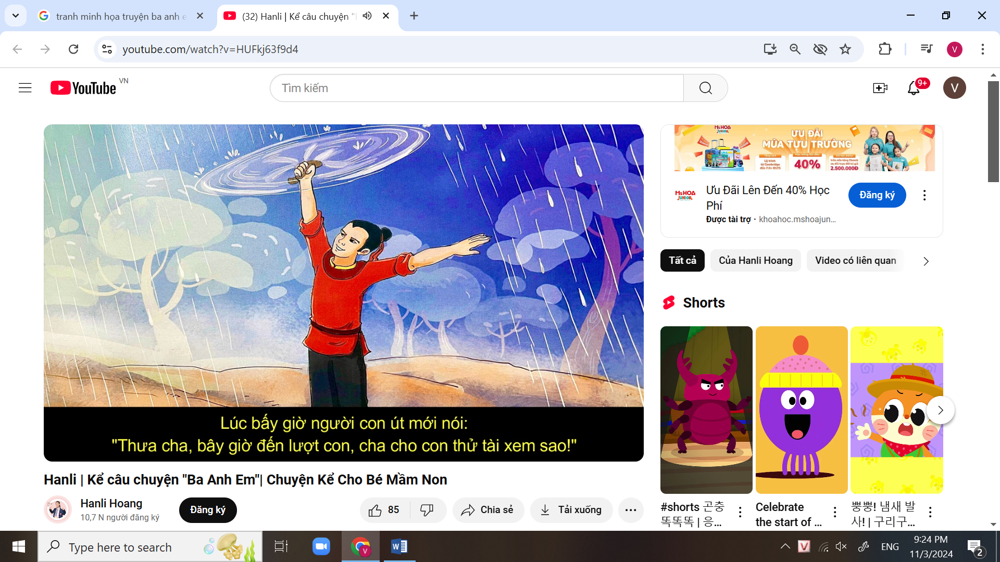 tranh minh họa truyện ba anh e
(32) Hanli | Kể câu chuyện "
youtube.com/watch?v=HUFkj63f9d4
V
YouTube
VN
Tìm kiếm
9+
V
MsHOA
JUNIOR
ƯU ĐÃI
MÙA TỰU TRƯỜNG
40%
2.500.000Đ
MsHOA
JUNIOR
Ưu Đãi Lên Đến 40% Học
Phí
Được tài trợ · khoahoc.mshoajun...
Đăng ký
Tất cả
Của Hanli Hoang
Video có liên quan
Shorts
Lúc bấy giờ người con út mới nói:
"Thưa cha, bây giờ đến lượt con, cha cho con thử tài xem sao!"
Hanli | Kể câu chuyện "Ba Anh Em"| Chuyện Kể Cho Bé Mầm Non
Hanli Hoang
10,7 N người đăng ký
Đăng ký
85
Chia sẻ
Tải xuống
#shorts 곤충
똑똑똑 | 응...
Celebrate
the start of ...
뿡뿡! 냄새 발
사! | 구리구...
Type here to search
V
W
V
ENG
9:24 PM
11/3/2024
2